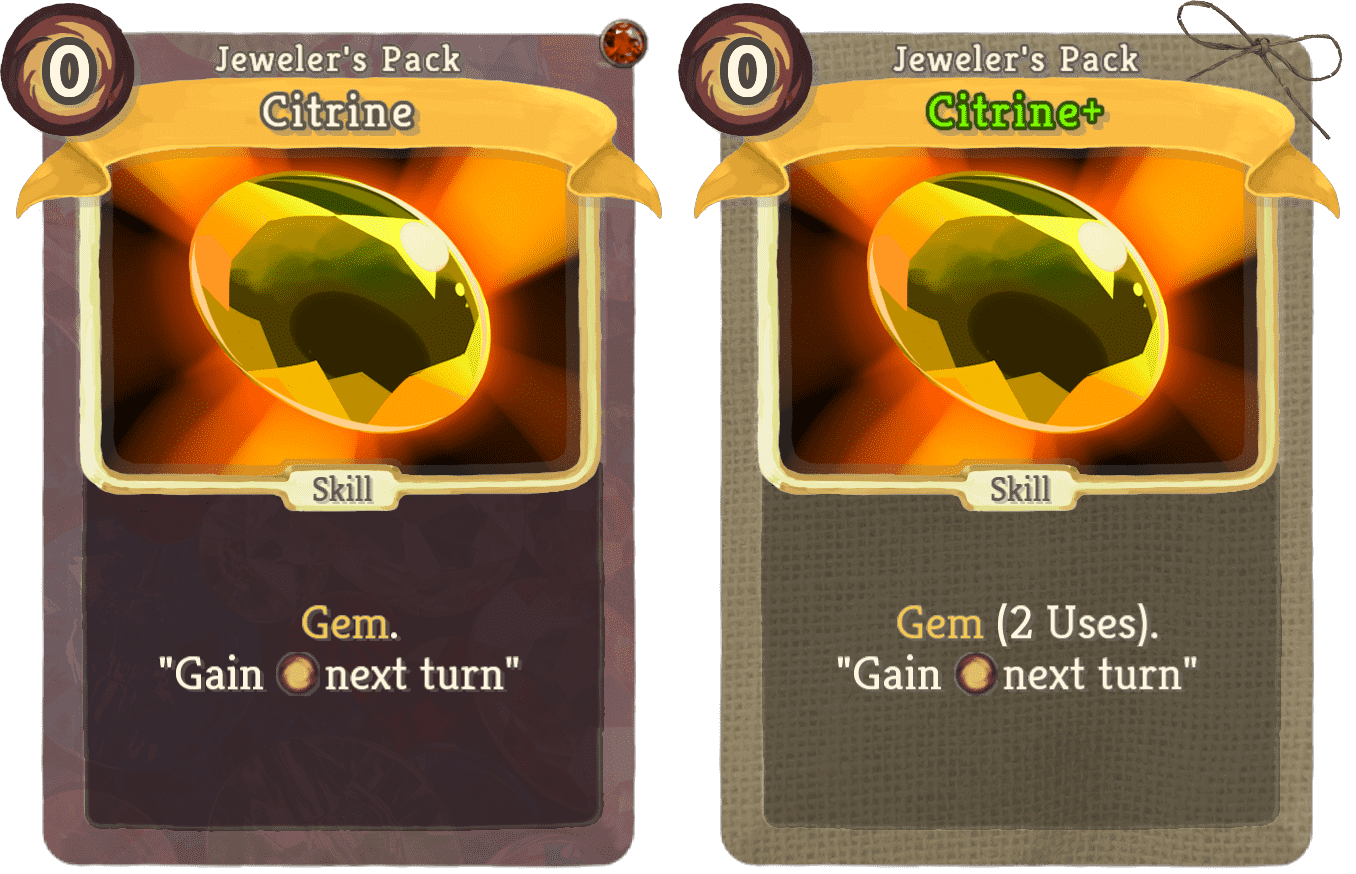 0
Jeweler's Pack
Citrine
Skill
Gem.
"Gain next turn"
0
Jeweler's Pack
Citrine+
Skill
Gem (2 Uses).
"Gain next turn"